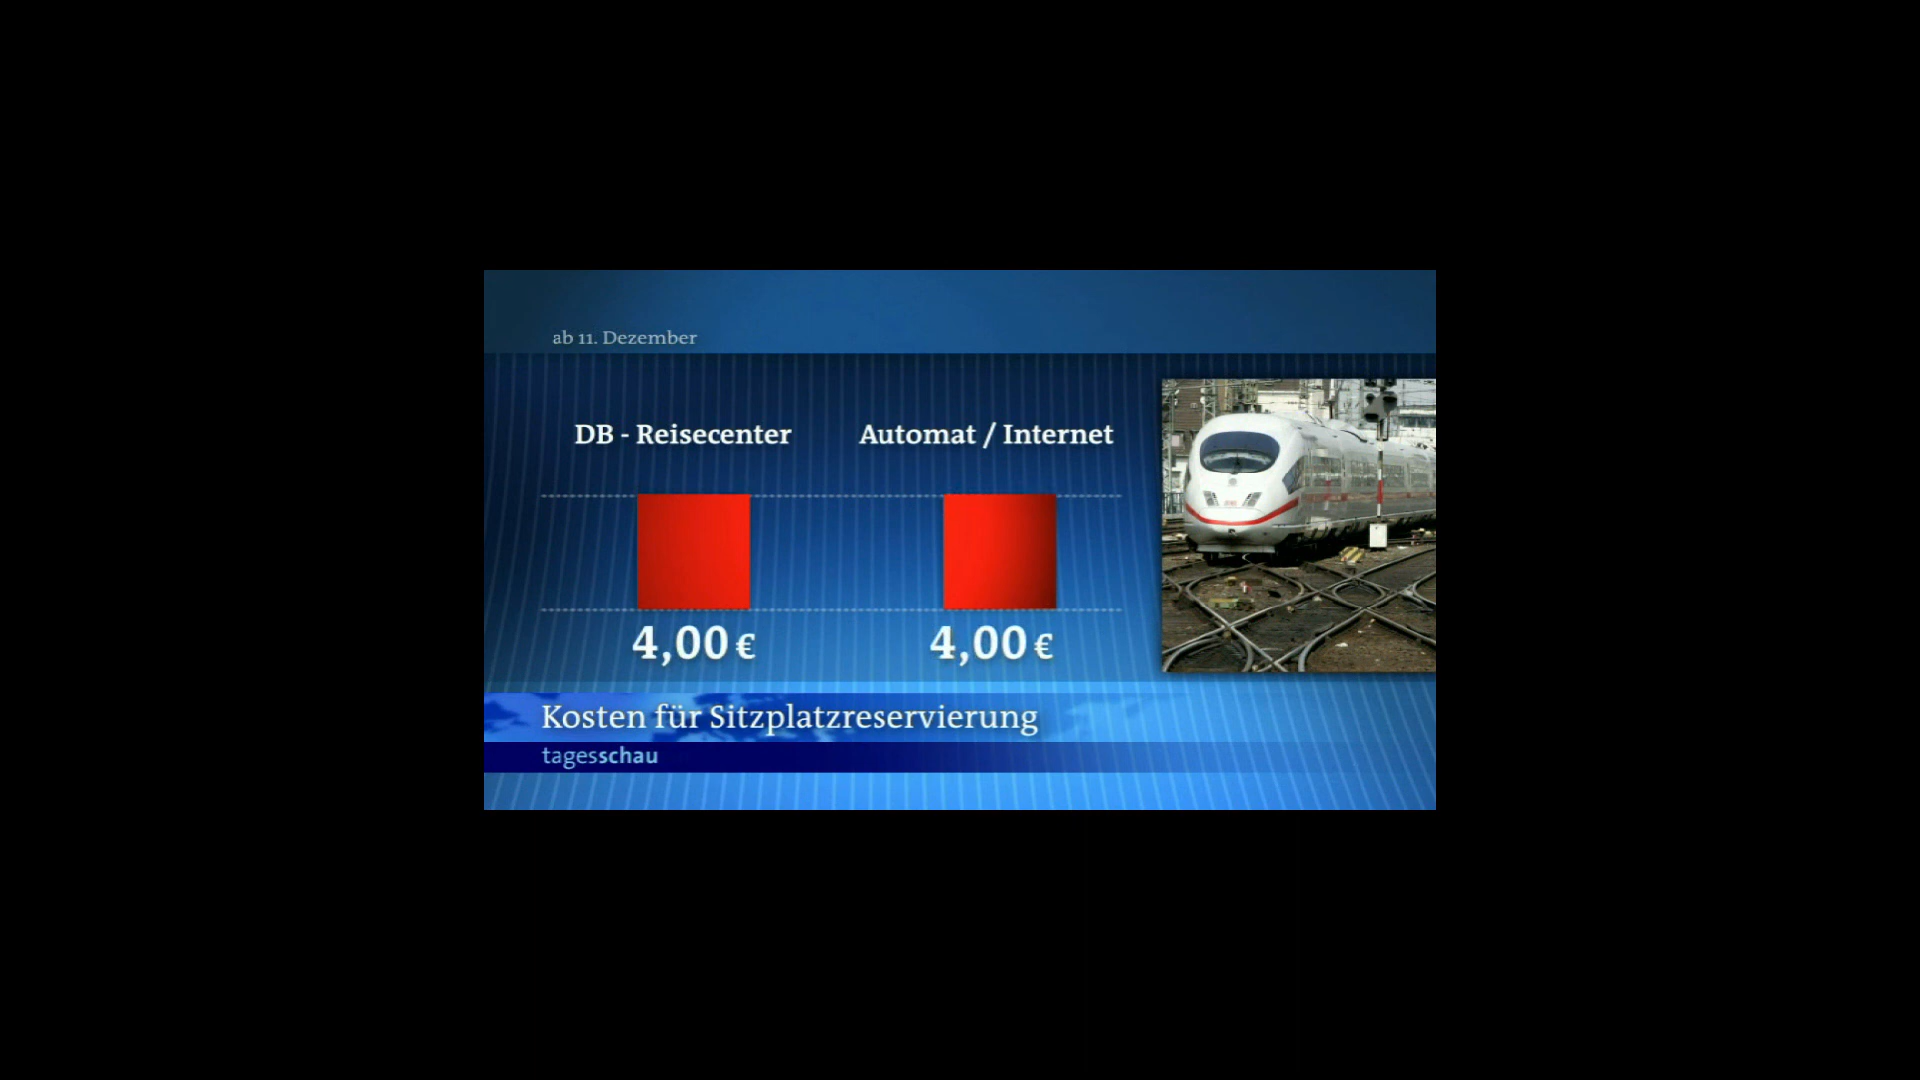 ab 11. Dezember
DB - Reisecenter
Automat / Internet
4,00 €
4,00 €
Kosten für Sitzplatzreservierung
tagesschau